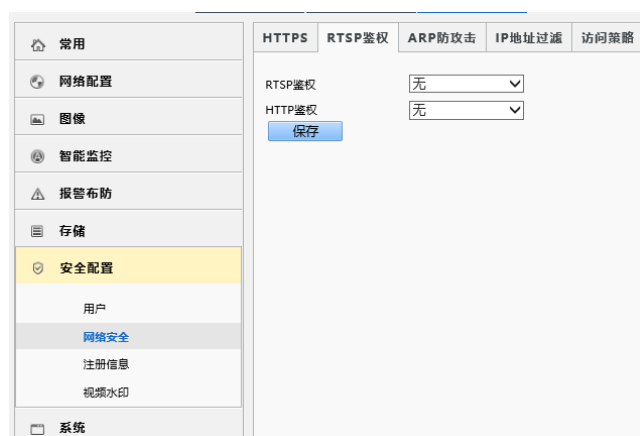 常用
网络配置
图像
智能监控
报警布防
存储
安全配置
用户
网络安全
注册信息
视频水印
系统
HTTPS RTSP鉴权 ARP防攻击 IP地址过滤 访问策略
RTSP鉴权 无
HTTP鉴权 无
保存